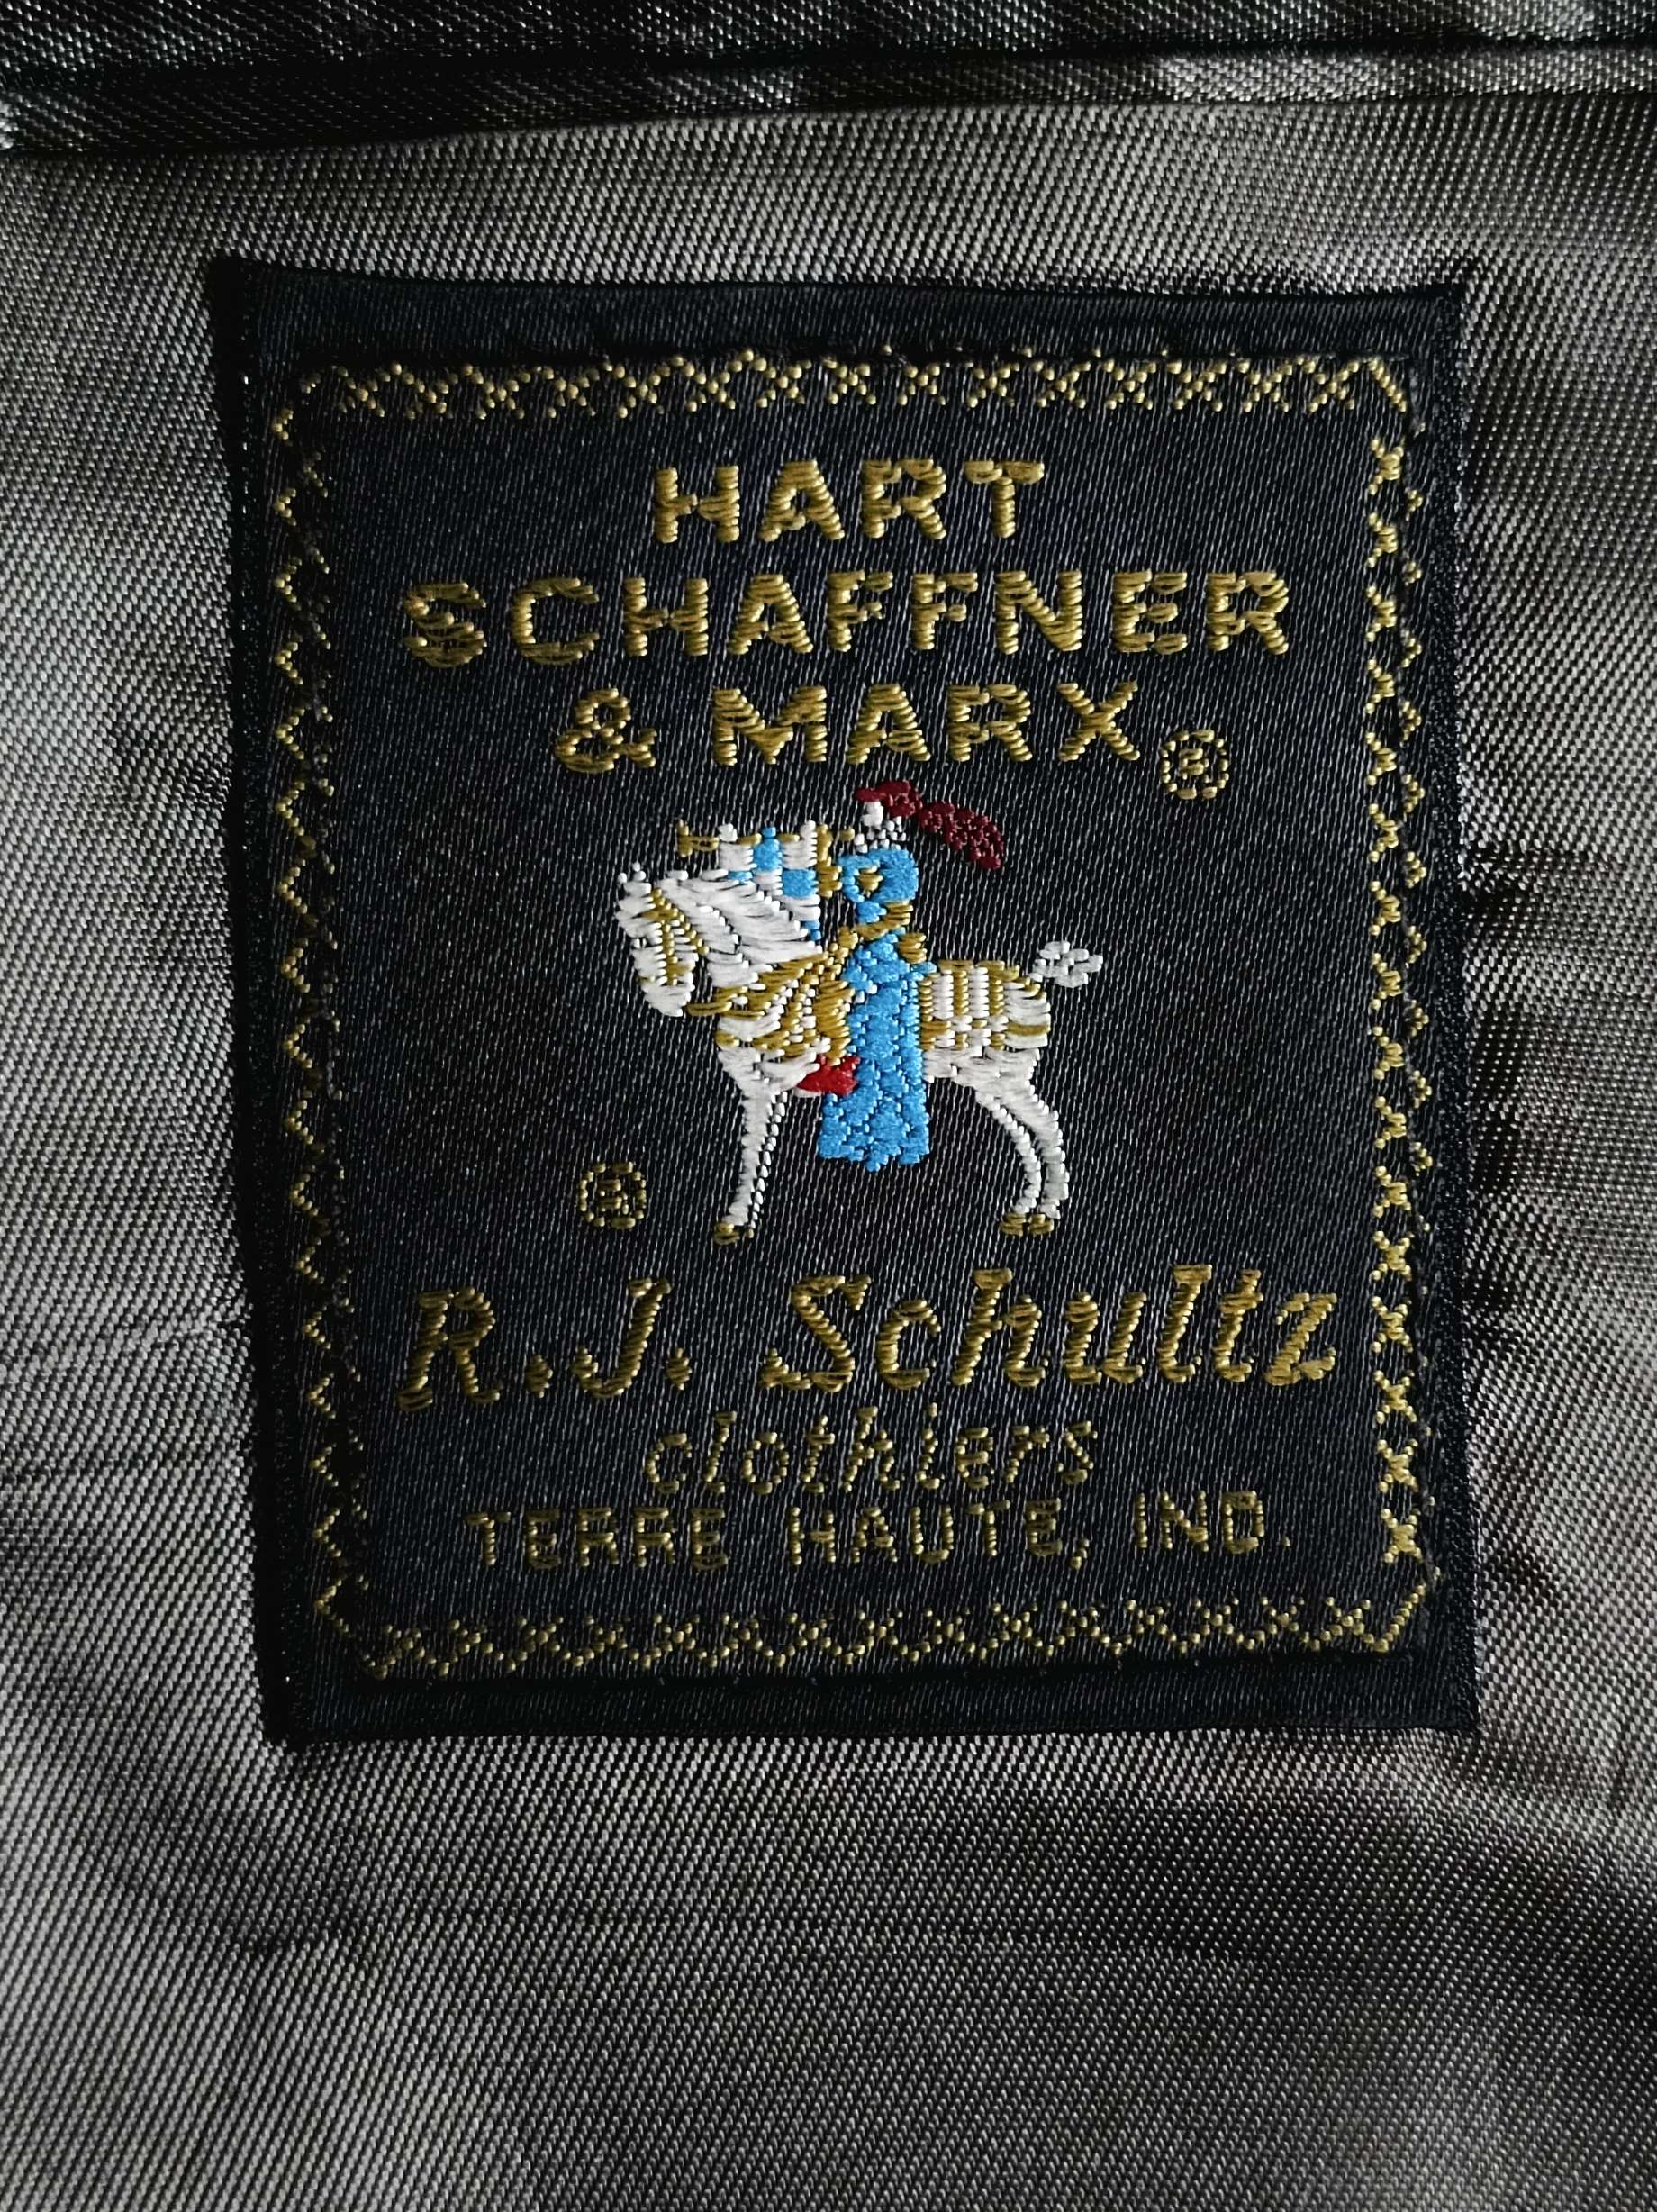 HART
SCHAFFNER
& MARX®
®
R.J. Schultz
clothiers
TERRE HAUTE, IND.